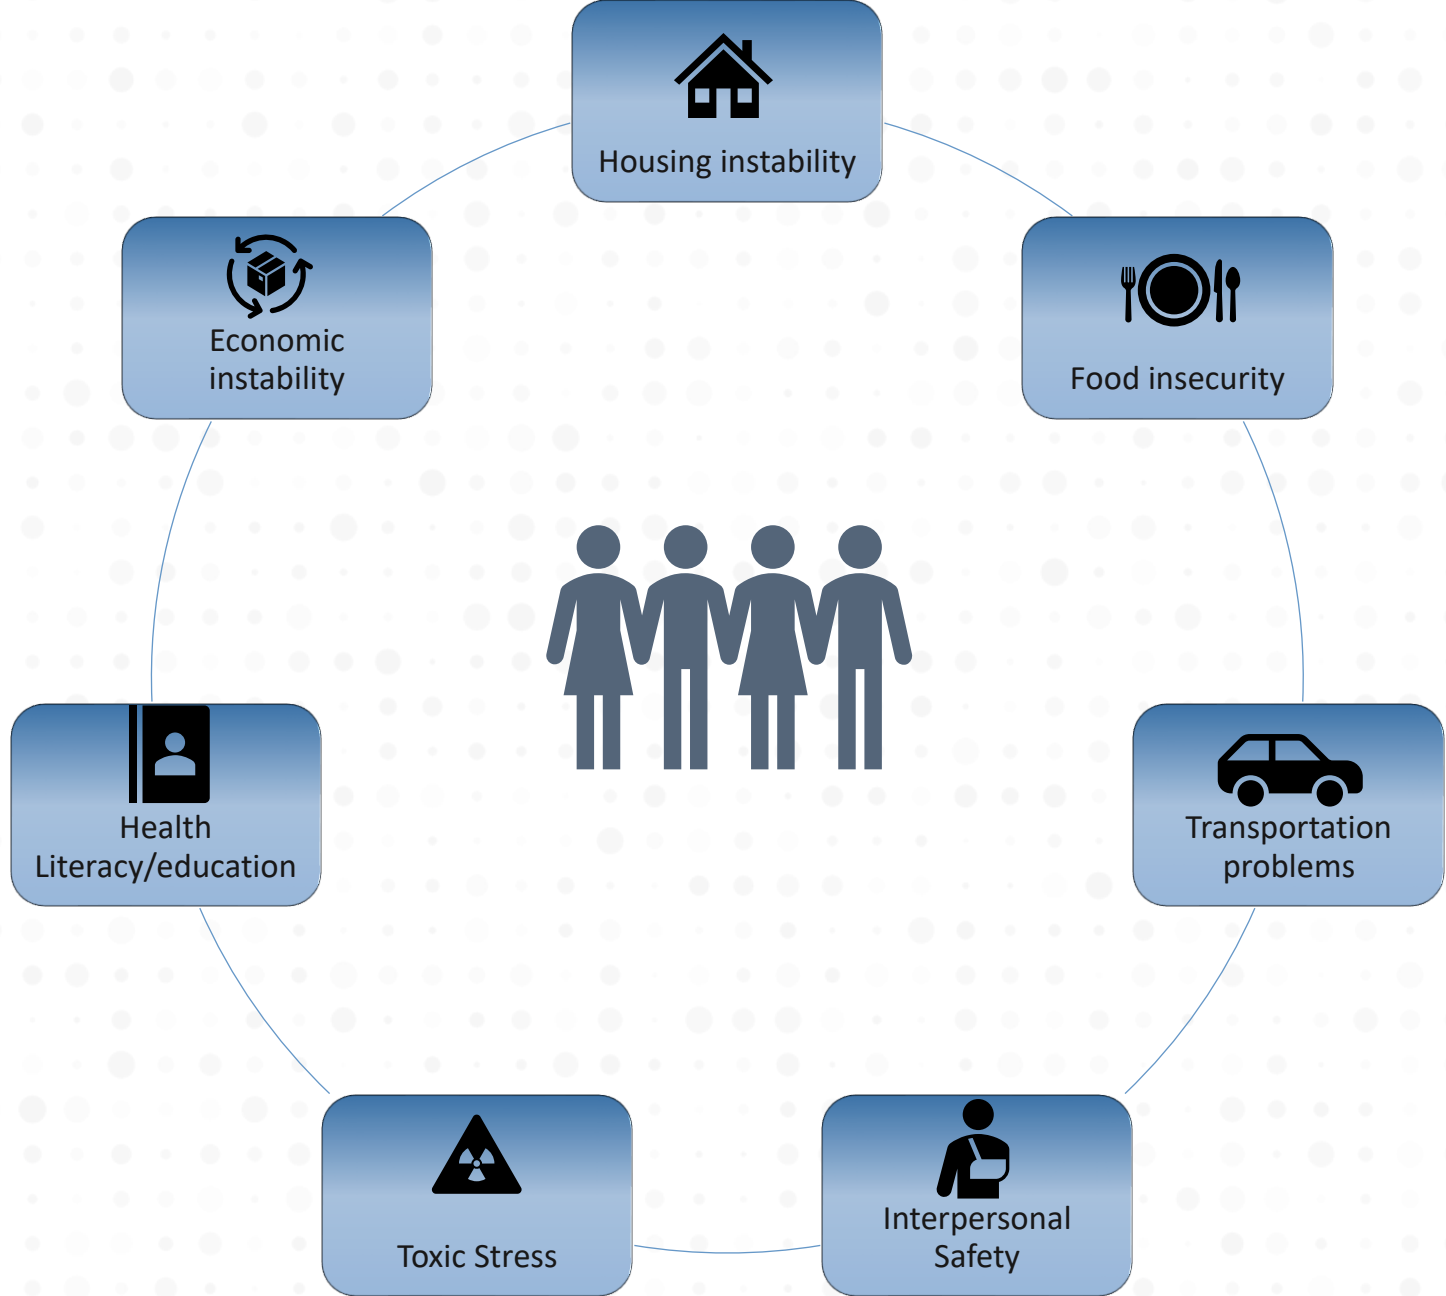 Housing instability
Food insecurity
Transportation
problems
Interpersonal
Safety
Toxic Stress
Health
Literacy/education
Economic
instability